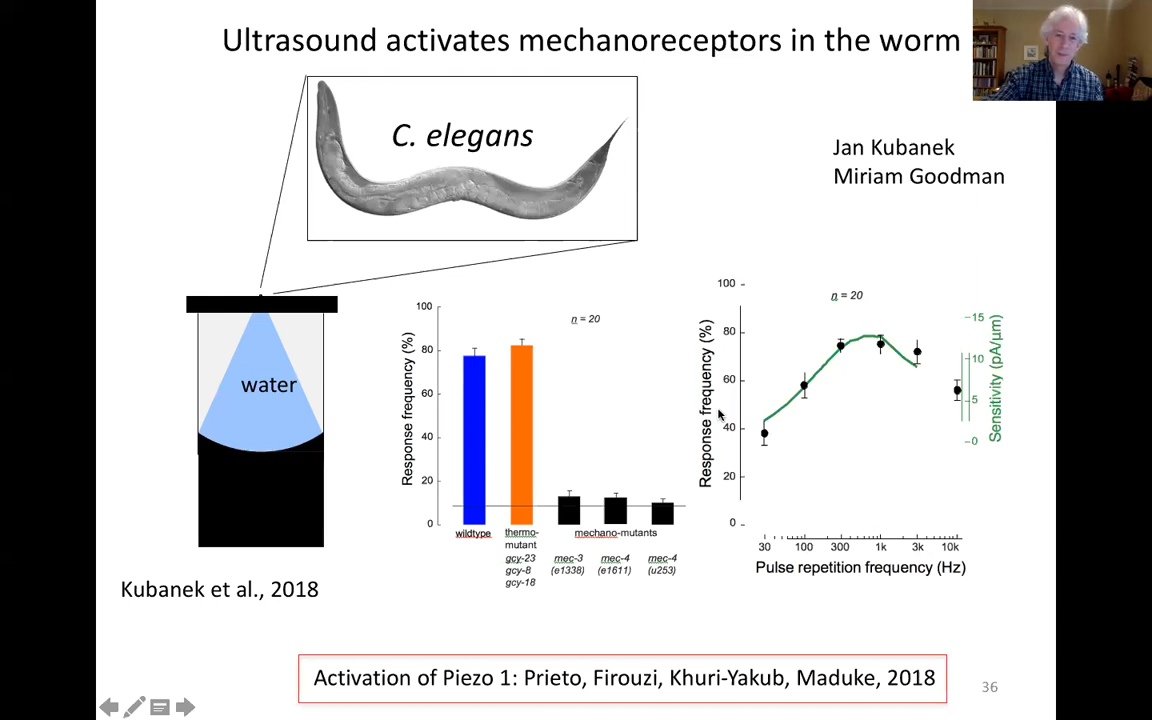 Ultrasound activates mechanoreceptors in the worm
C. elegans
Jan Kubanek
Miriam Goodman
water
Kubanek et al., 2018
Response frequency (%)
100
80
60
40
20
0
n = 20
wildtype
thermo-
mutant
gcy-23
gcy-8
gcy-18
mechano-mutants
mec-3
(e1338)
mec-4
(e1611)
mec-4
(u253)
Response frequency (%)
100
80
60
40
20
0
n = 20
30
100
300
1k
3k
10k
Pulse repetition frequency (Hz)
−15
10
5
−0
Sensitivity (pA/µm)
Activation of Piezo 1: Prieto, Firouzi, Khuri-Yakub, Maduke, 2018
36